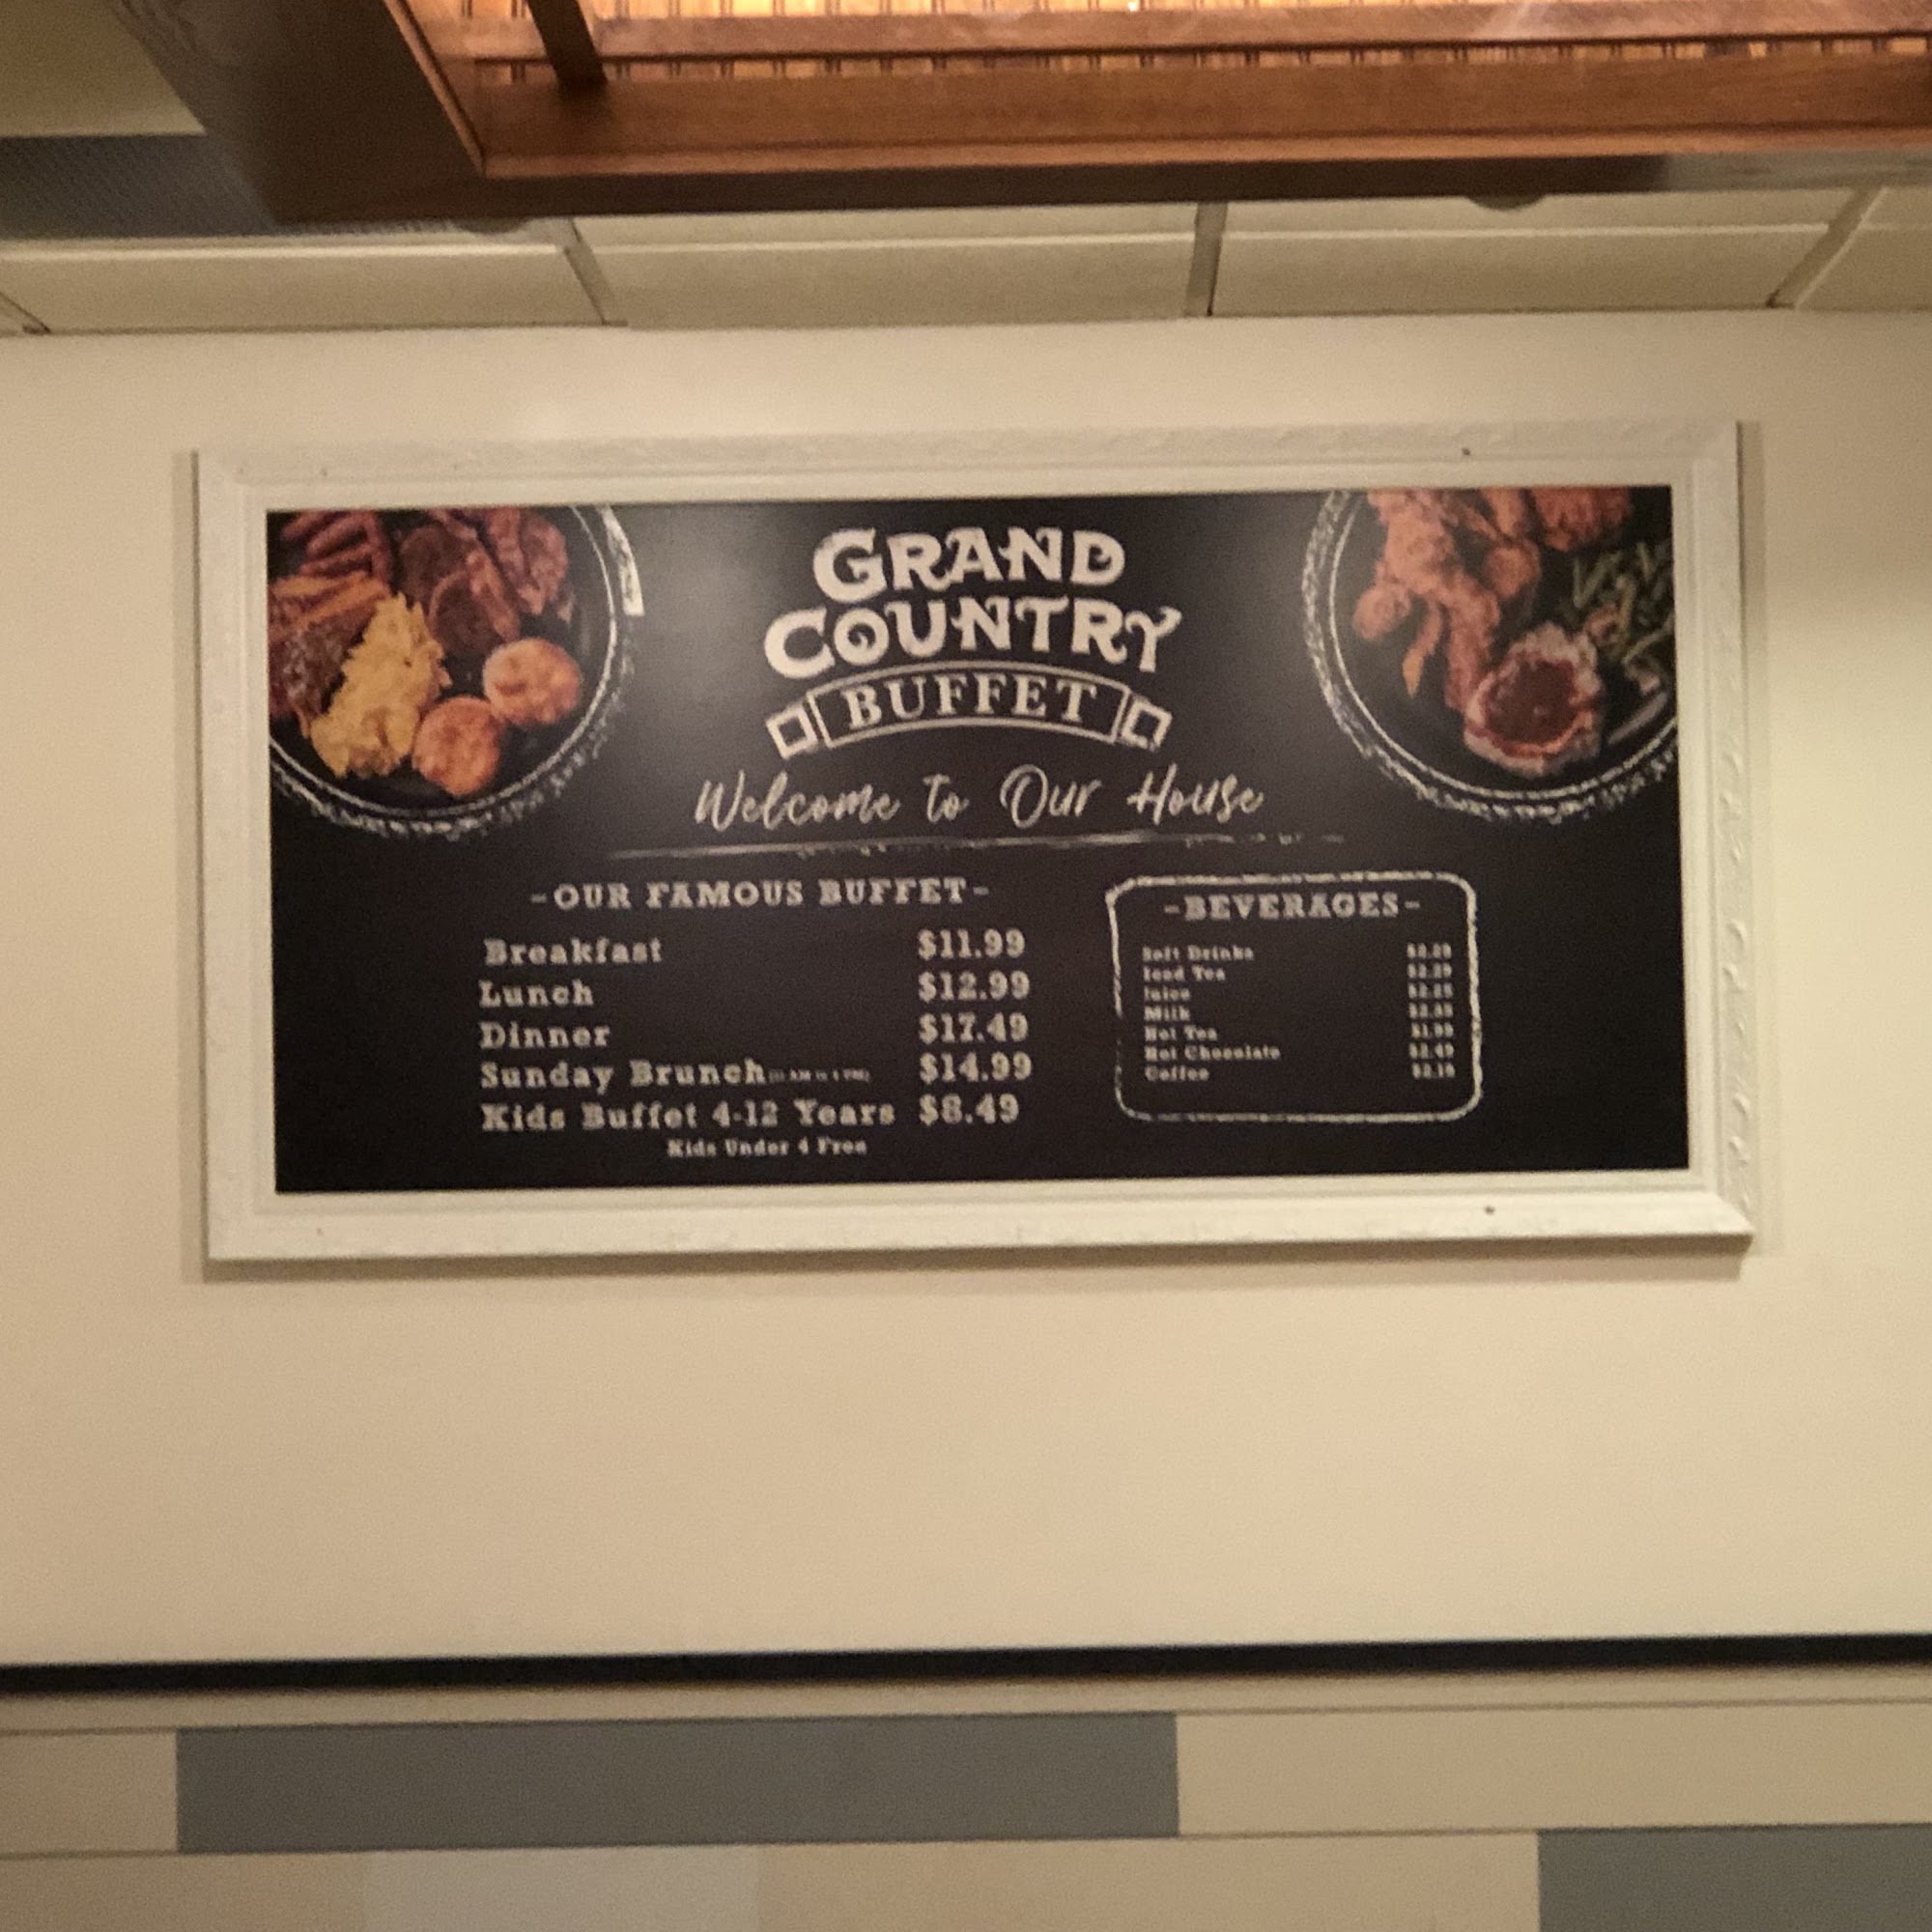 GRAND
COUNTRY
BUFFET
Welcome to Our House
-OUR FAMOUS BUFFET-
Breakfast $11.99
Lunch $12.99
Dinner $17.49
Sunday Brunch $14.99
Kids Buffet 4-12 Years $8.49
Kids Under 4 Free
-BEVERAGES-
Soft Drinks
Iced Tea
Juice
Milk
Hot Tea
Hot Chocolate $2.49
Coffee